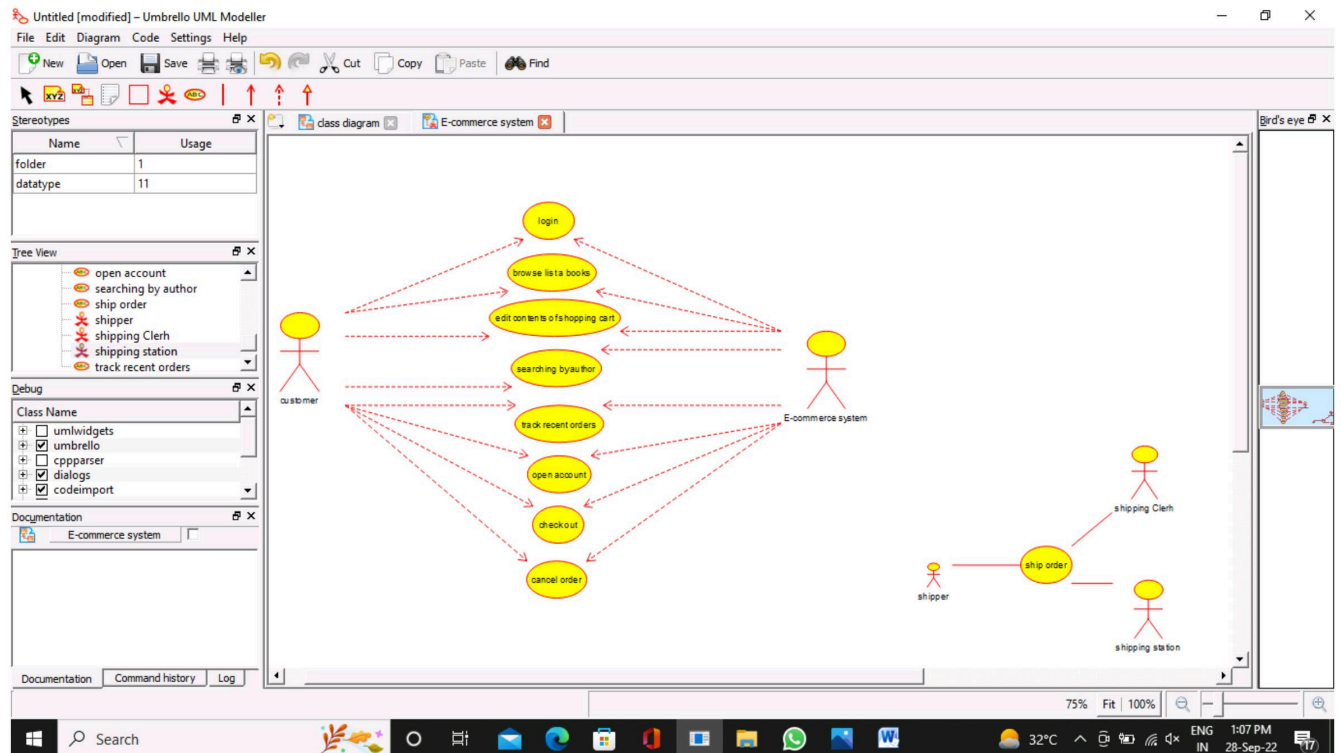 Untitled [modified] – Umbrello UML Modeller
File Edit Diagram Code Settings Help
New Open Save Cut Copy Paste Find
XYZ ABC
Stereotypes
class diagram E-commerce system
Bird's eye
Name Usage
folder 1
datatype 11
Tree View
open account
searching by author
ship order
shipper
shipping Clerh
shipping station
track recent orders
Debug
Class Name
umlwidgets
umbrello
cppparser
dialogs
codeimport
Documentation
E-commerce system
Documentation Command history Log
login
browse list a books
edit contents of shopping cart
searching by author
customer
track recent orders
E-commerce system
open account
checkout
cancel order
shipping Clerh
ship order
shipper
shipping station
75% Fit 100%
Search
32°C
ENG
IN
1:07 PM
28-Sep-22
17